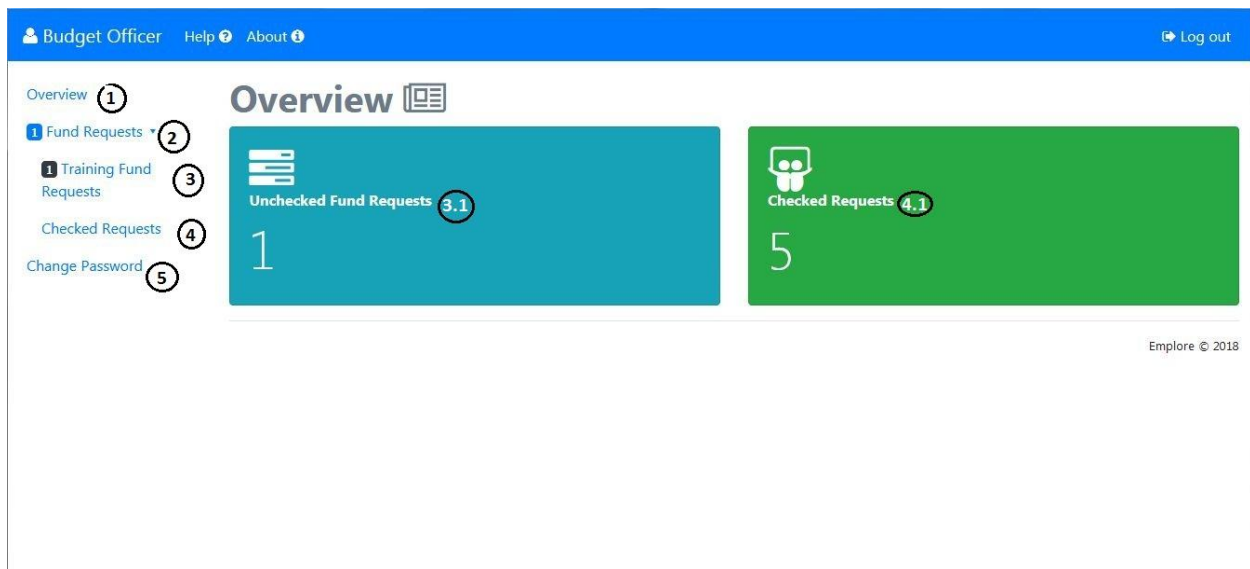 Budget Officer Help About Log out
Overview 1
1 Fund Requests 2
1 Training Fund
Requests 3
Checked Requests 4
Change Password 5
Overview
Unchecked Fund Requests 3.1
1
Checked Requests 4.1
5
Emplore © 2018